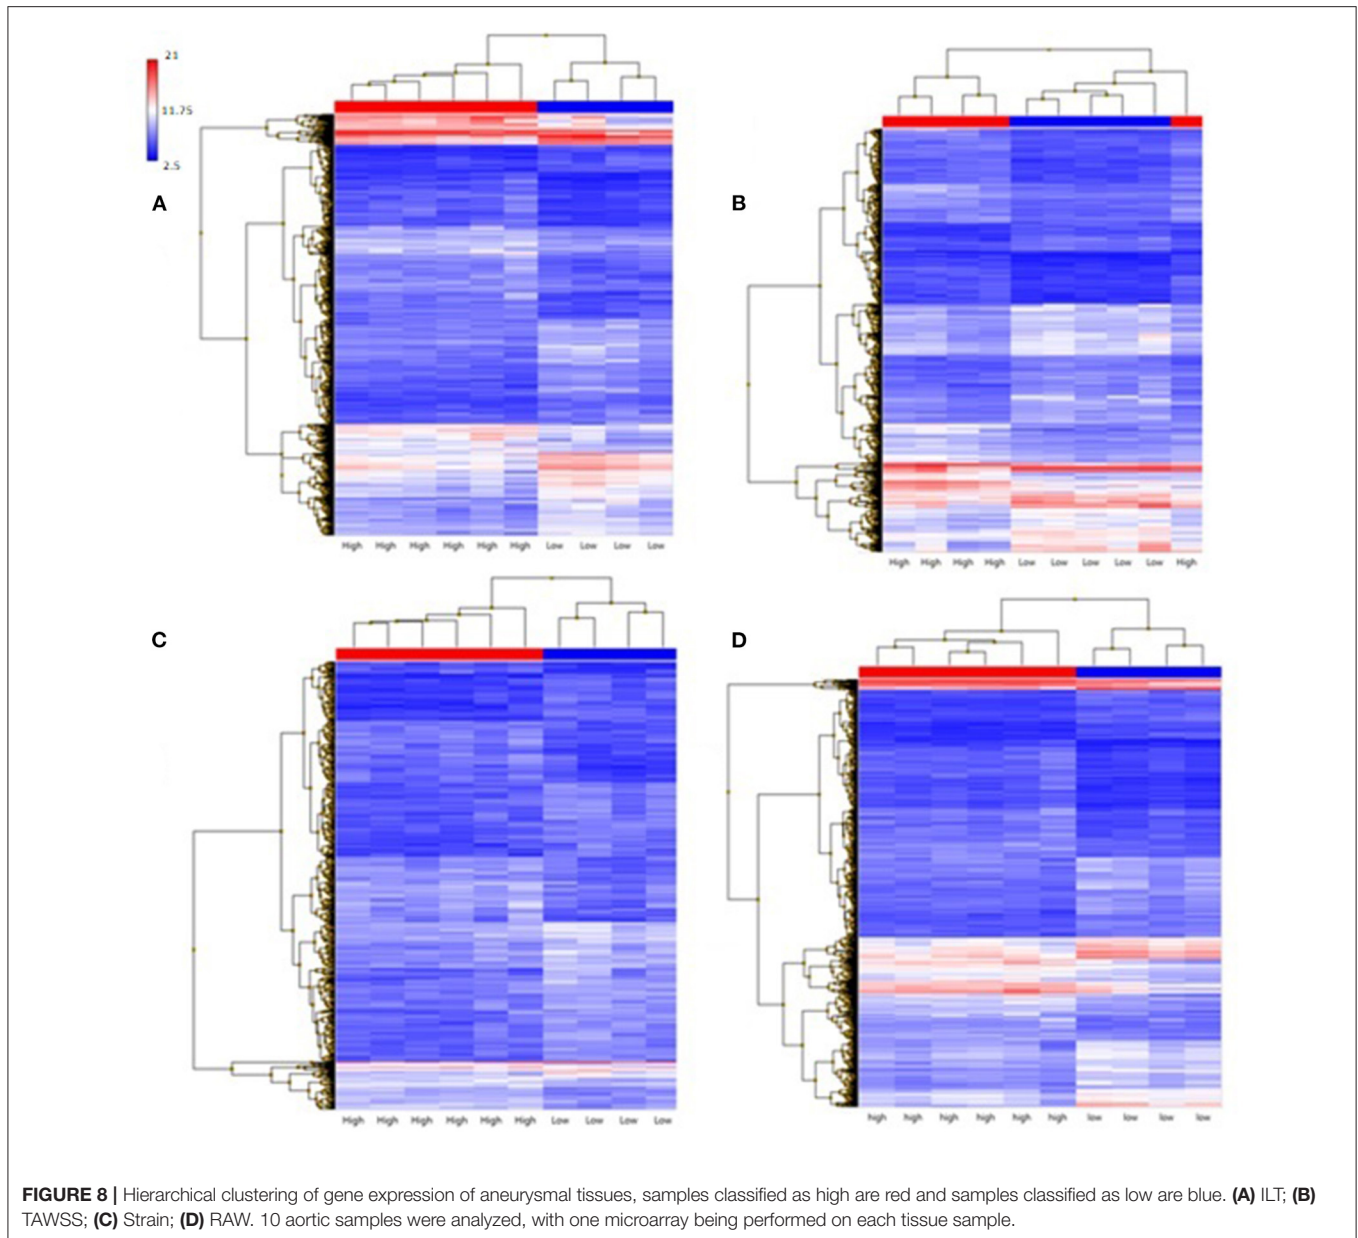 21
11.75
2.5
A
High High High High High High Low Low Low Low
B
High High High High Low Low Low Low Low High
C
High High High High High High Low Low Low Low
D
high high high high high high low low low low
FIGURE 8 | Hierarchical clustering of gene expression of aneurysmal tissues, samples classified as high are red and samples classified as low are blue. (A) ILT; (B)
TAWSS; (C) Strain; (D) RAW. 10 aortic samples were analyzed, with one microarray being performed on each tissue sample.